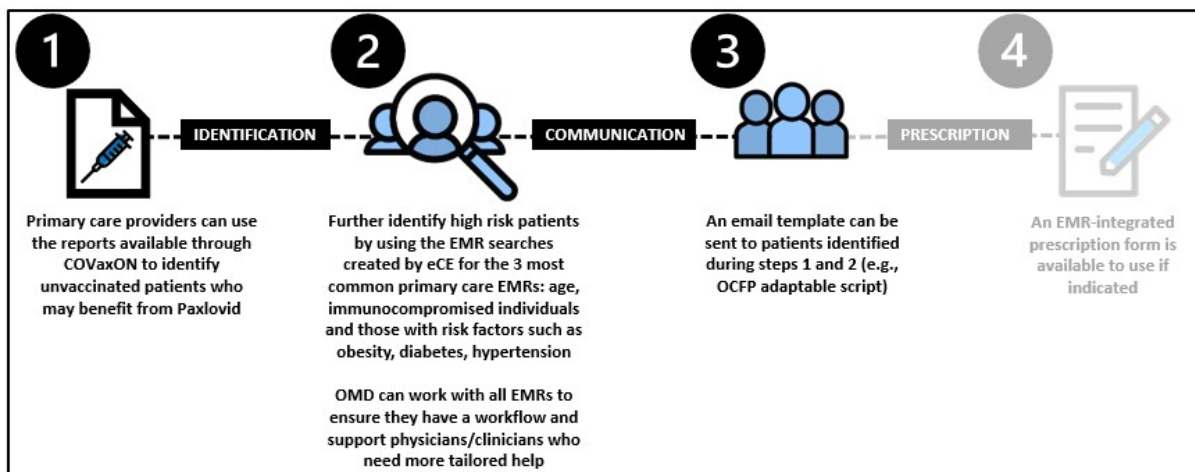 1
2
3
4
IDENTIFICATION
COMMUNICATION
PRESCRIPTION
Primary care providers can use
the reports available through
COVaxON to identify
unvaccinated patients who
may benefit from Paxlovid
Further identify high risk patients
by using the EMR searches
created by eCE for the 3 most
common primary care EMRs: age,
immunocompromised individuals
and those with risk factors such as
obesity, diabetes, hypertension
OMD can work with all EMRs to
ensure they have a workflow and
support physicians/clinicians who
need more tailored help
An email template can be
sent to patients identified
during steps 1 and 2 (e.g.,
OCFP adaptable script)
An EMR-integrated
prescription form is
available to use if
indicated